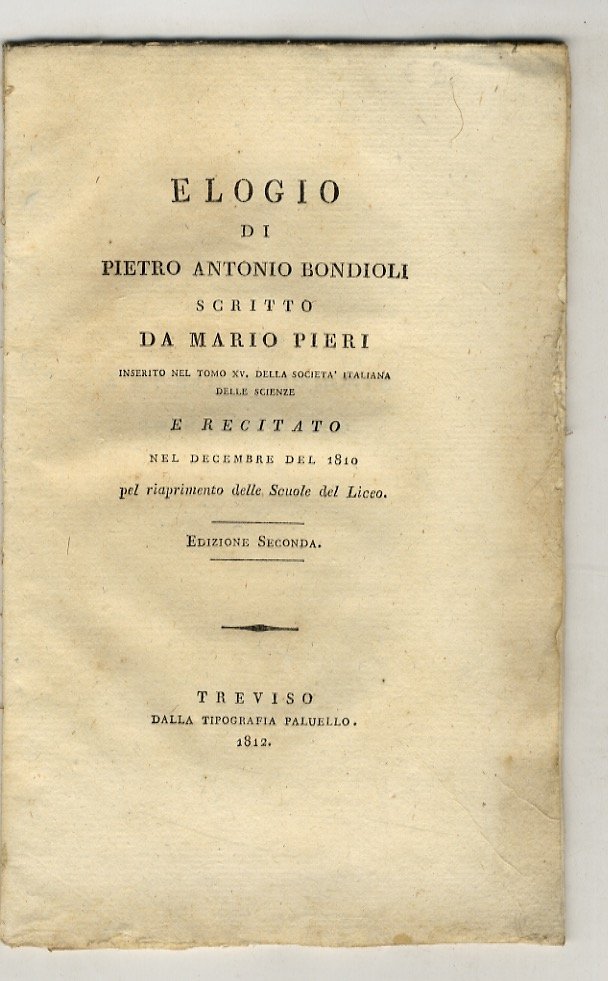 ELOGIO
DI
PIETRO ANTONIO BONDIOLI
SCRITTO
DA MARIO PIERI
INSERITO NEL TOMO XV. DELLA SOCIETA' ITALIANA
DELLE SCIENZE
E RECITATO
NEL DECEMBRE DEL 1810
pel riaprimento delle Scuole del Liceo.
EDIZIONE SECONDA.
TREVISO
DALLA TIPOGRAFIA PALUELLO.
1812.